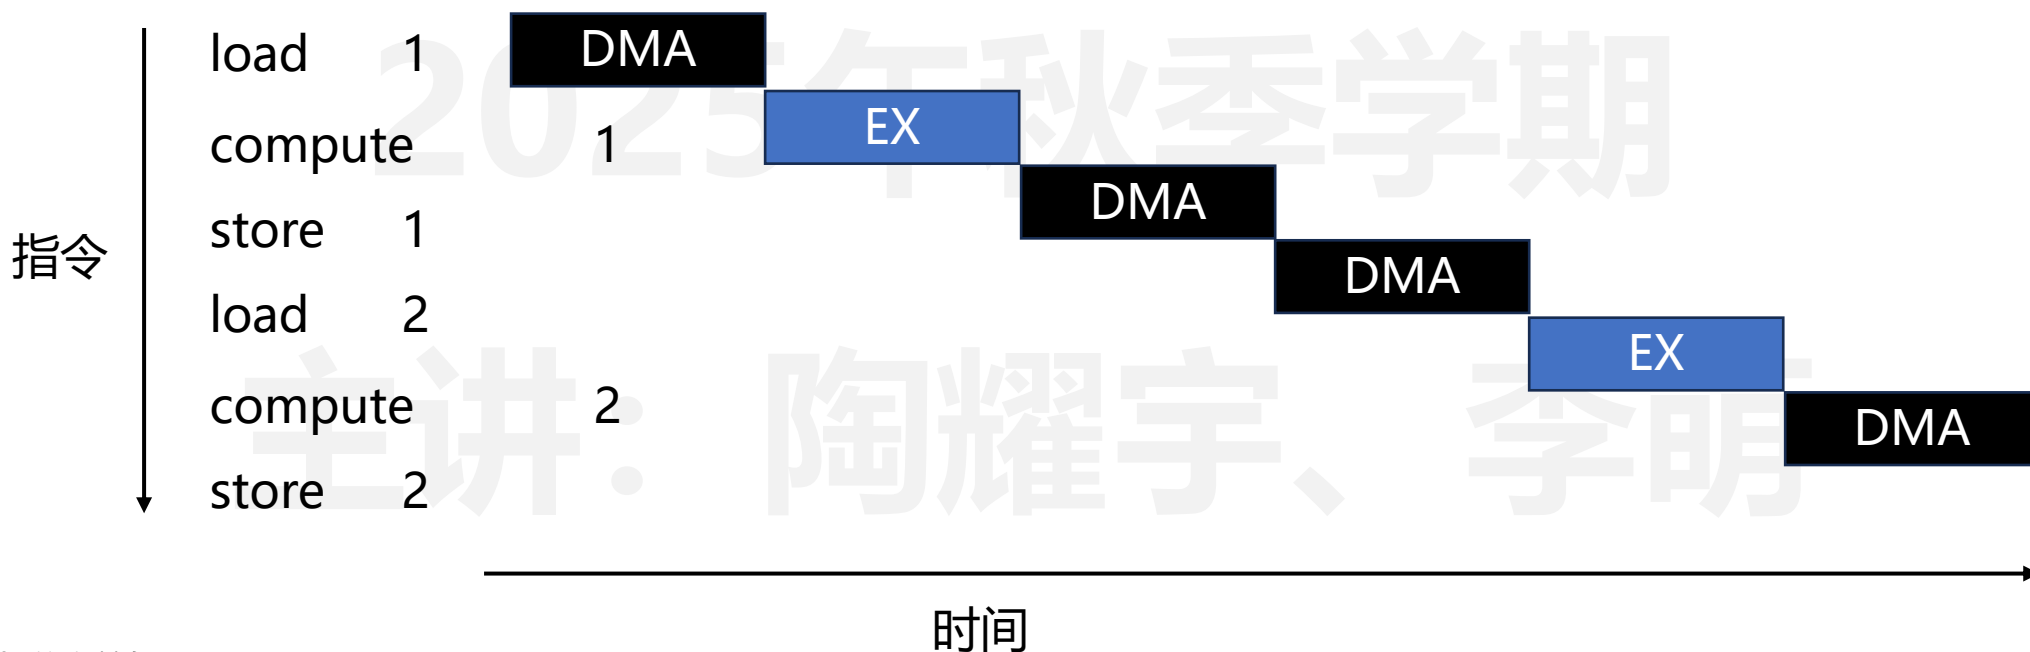 load 1 DMA
compute 1 EX
store 1 DMA
load 2 DMA
compute 2 EX
store 2 DMA
指令
时间
2025年秋季学期
主讲：陶耀宇、李萌